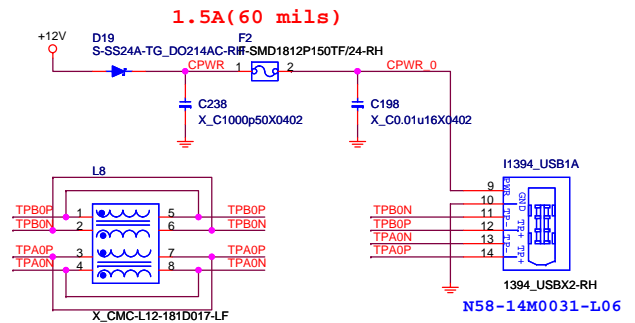 1.5A(60 mils)
+12V
D19
F2
S-SS24A-TG_DO214AC-RH
F-SMD1812P150TF/24-RH
CPWR
1
2
CPWR_0
C238
X_C1000p50X0402
C198
X_C0.01u16X0402
L8
I1394_USB1A
TPB0P
1
5
TPB0P
TPB0N
2
6
TPB0N
TPA0P
3
7
TPA0P
TPA0N
4
8
TPA0N
X_CMC-L12-181D017-LF
9
PWR
10
GND
TPB0N
11
TP-
TPB0P
12
TP+
TPA0N
13
TP-
TPA0P
14
TP+
1394_USBX2-RH
N58-14M0031-L06